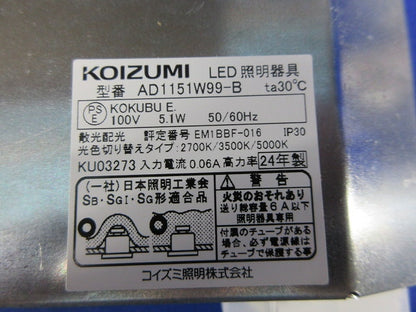 KOIZUMI LED照明器具
型番 AD1151W99-B ta30℃
PS E KOKUBU E.
100V 5.1W 50/60Hz
散光配光 評定番号 EM1BBF-016 IP30
光色切り替えタイプ:2700K/3500K/5000K
KU03273 入力電流 0.06A 高力率 24年製
(一社)日本照明工業会
SB・SGI・SG形適合品
警告
火災のおそれあり
送り総容量6A以下
照明器具専用
付属のチューブがある
場合、必ず電源線は
チューブに通すこと
コイズミ照明株式会社